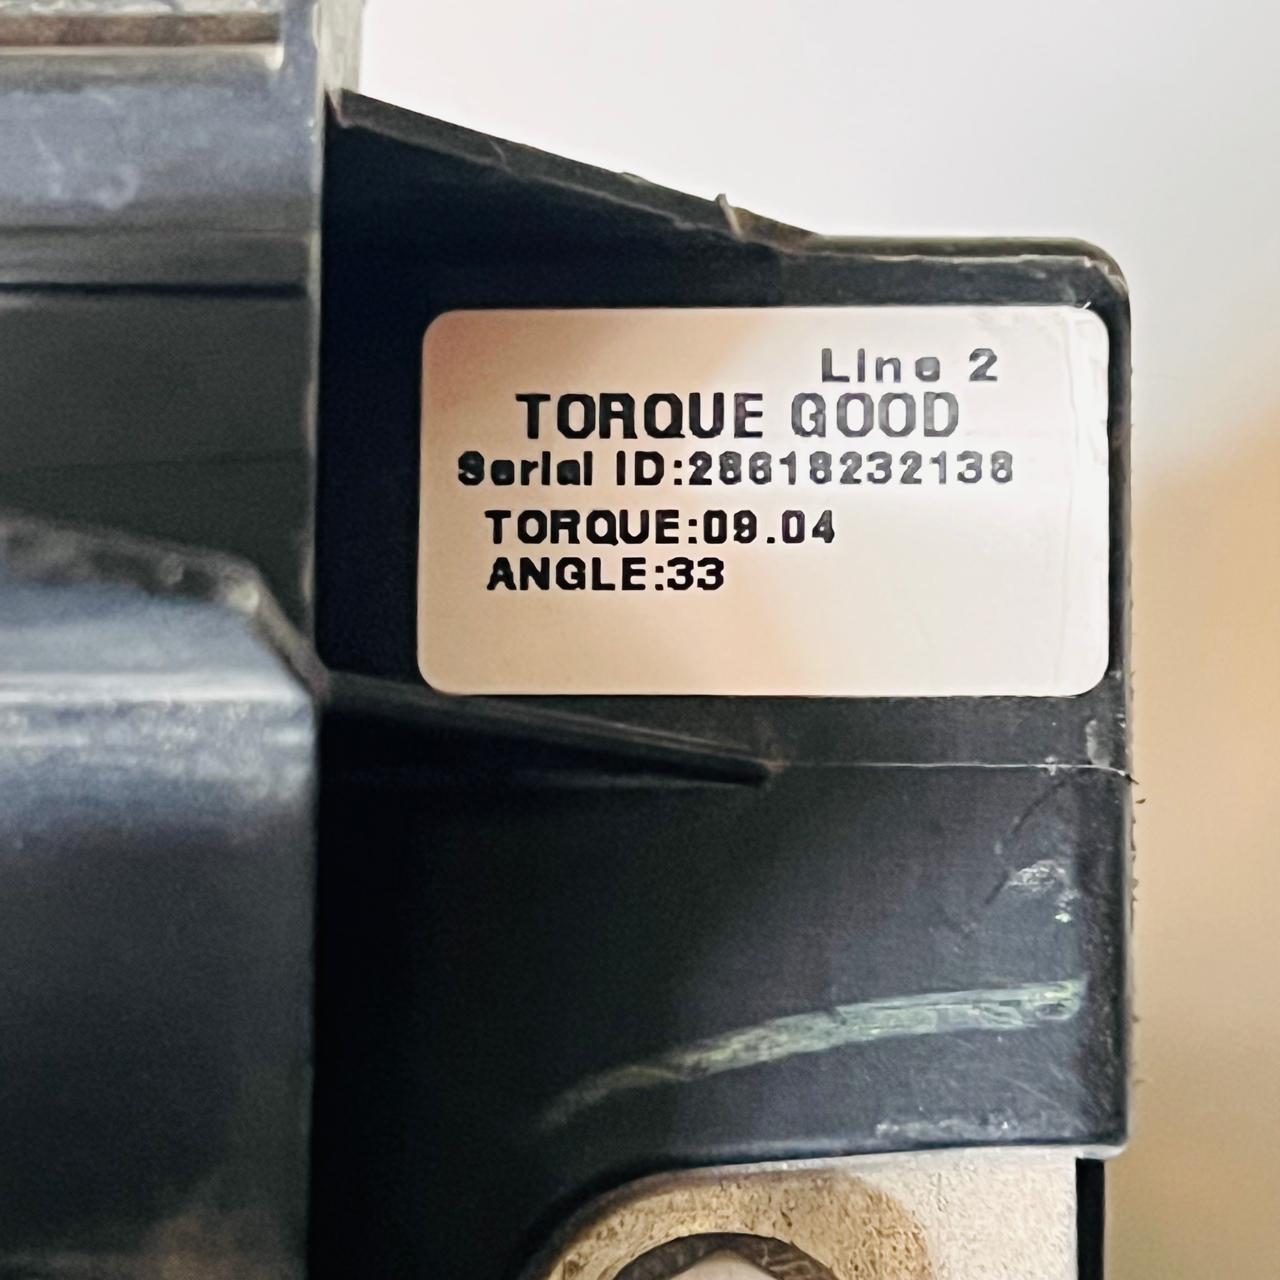 Line 2
TORQUE GOOD
Serial ID:28618232138
TORQUE:09.04
ANGLE:33